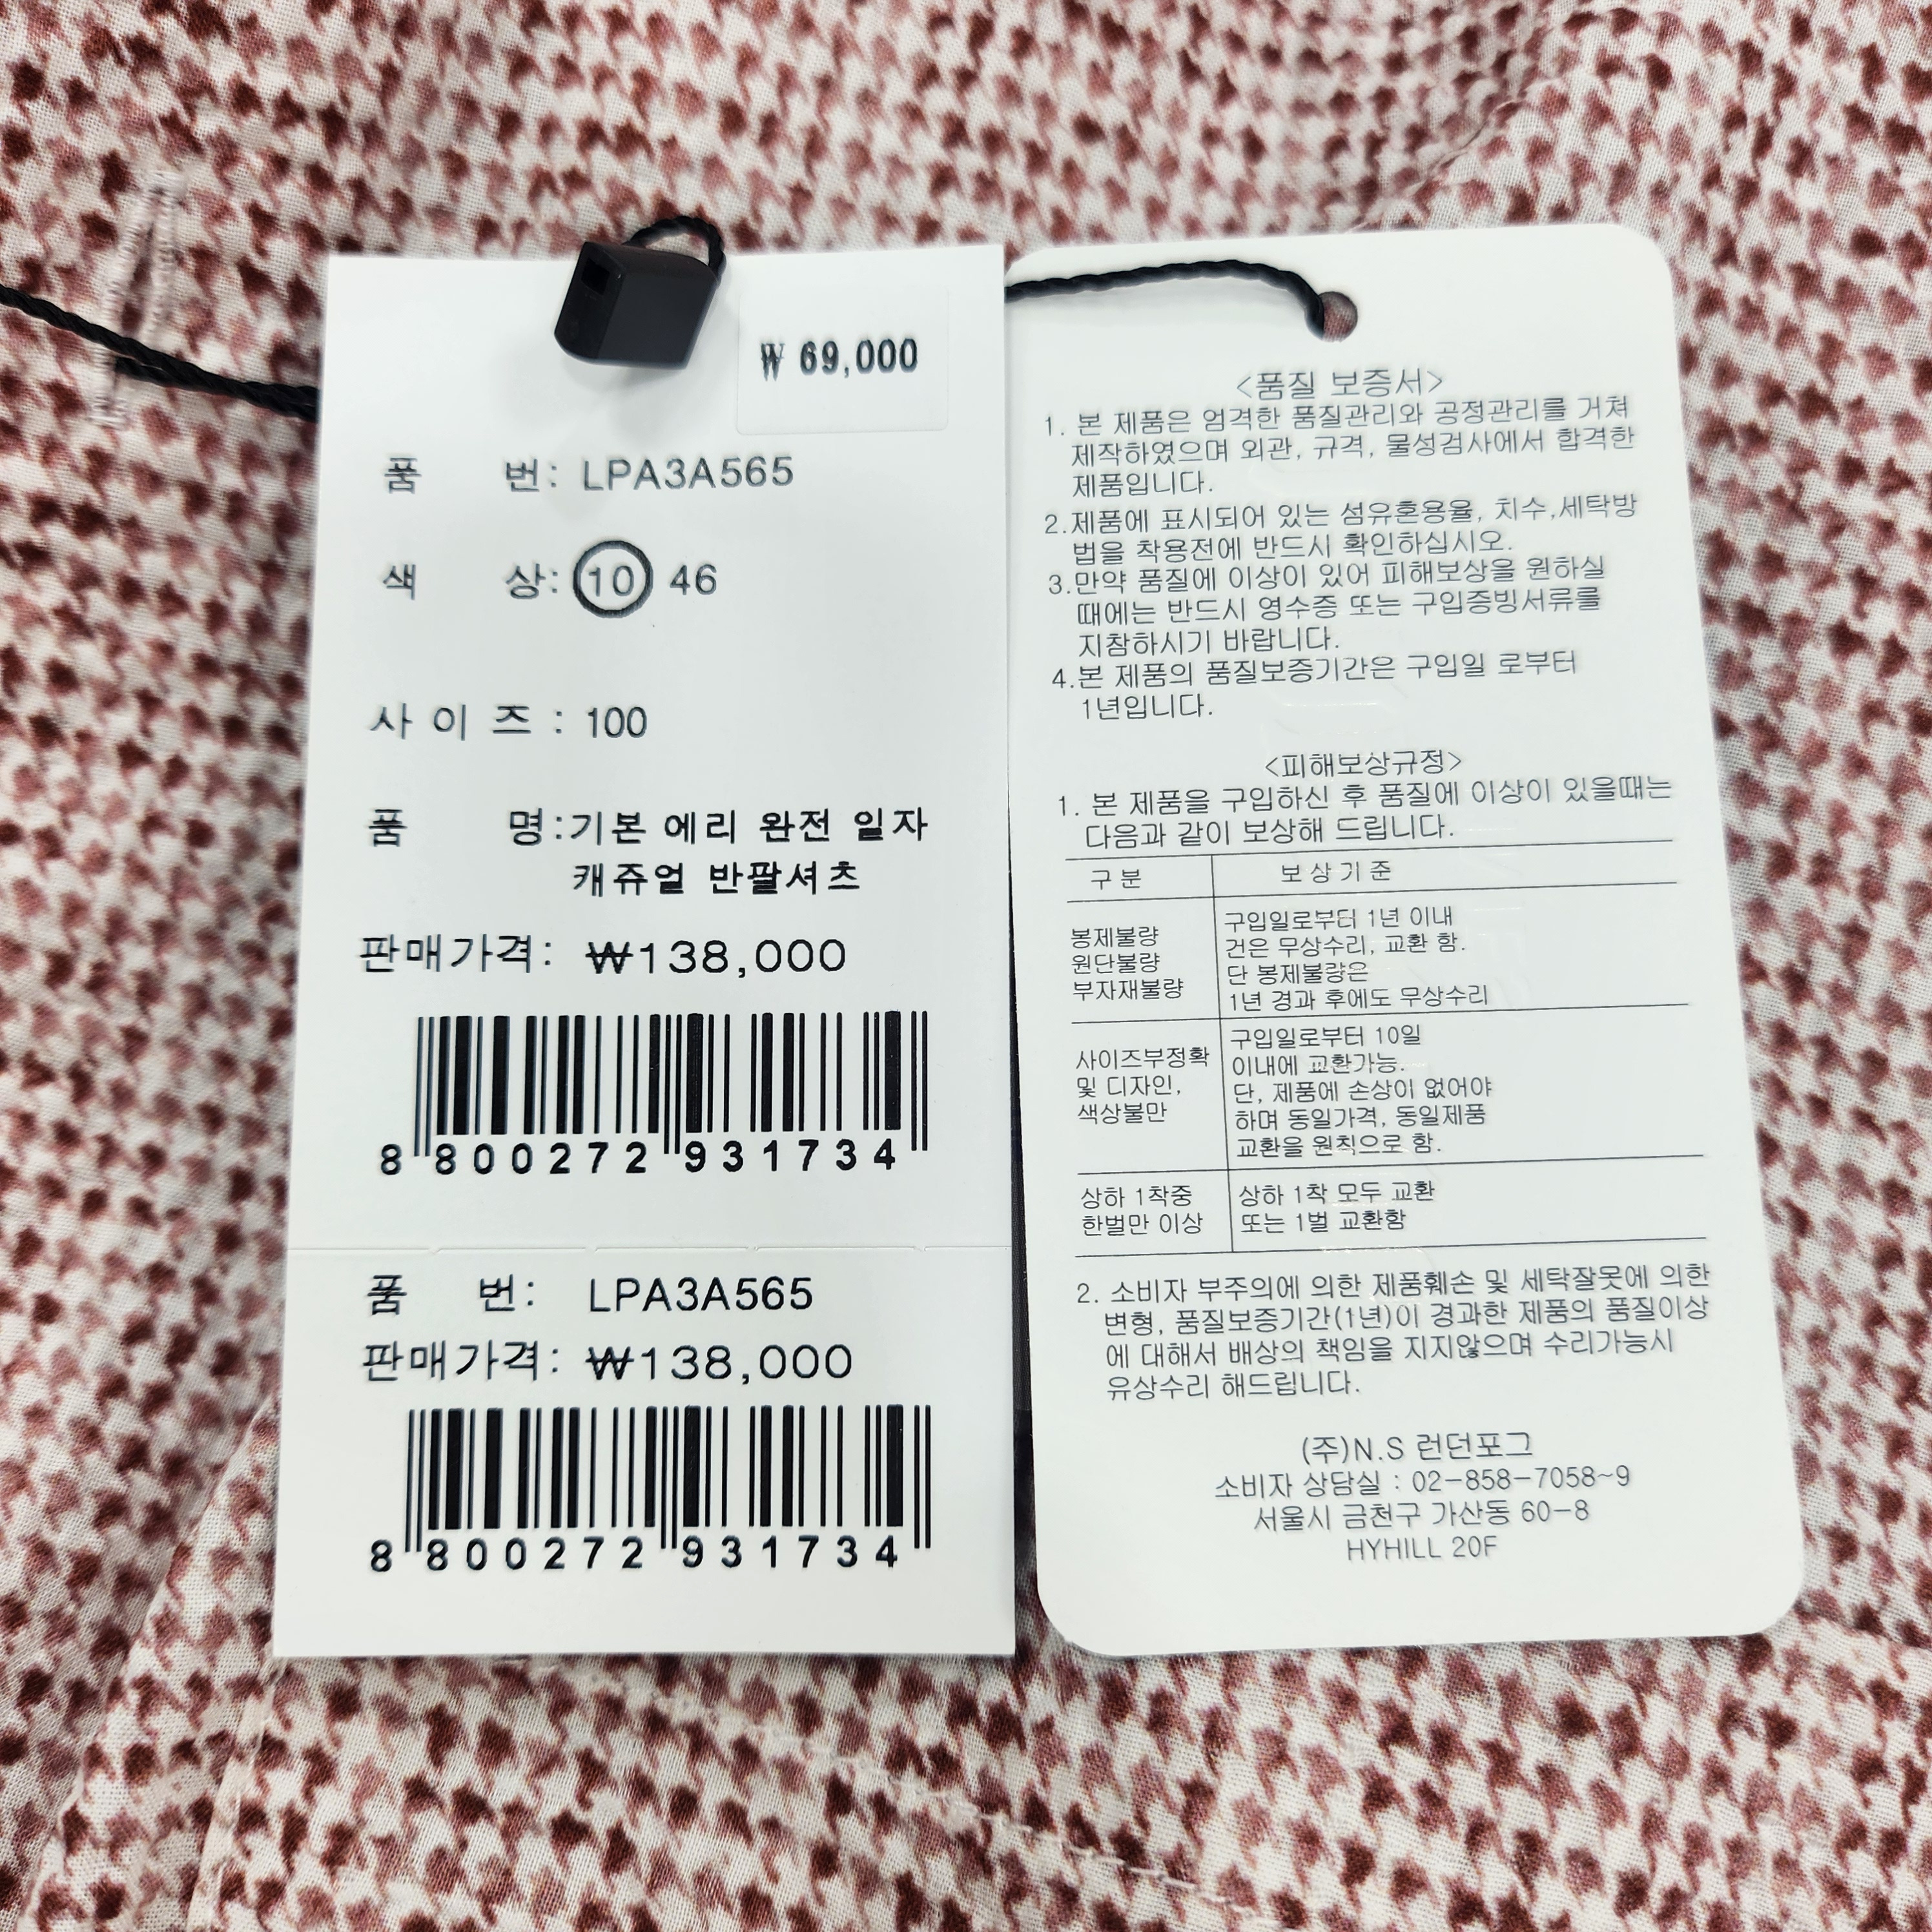 ₩ 69,000
품 번: LPA3A565
색 상: 10 46
사 이 즈 : 100
품 명:기본 에리 완전 일자
캐쥬얼 반팔셔츠
판매가격: ₩138,000
8 800272 931734
품 번: LPA3A565
판매가격: ₩138,000
8 800272 931734
<품질 보증서>
1. 본 제품은 엄격한 품질관리와 공정관리를 거쳐
제작하였으며 외관, 규격, 물성검사에서 합격한
제품입니다.
2.제품에 표시되어 있는 섬유혼용율, 치수,세탁방
법을 착용전에 반드시 확인하십시오.
3.만약 품질에 이상이 있어 피해보상을 원하실
때에는 반드시 영수증 또는 구입증빙서류를
지참하시기 바랍니다.
4.본 제품의 품질보증기간은 구입일 로부터
1년입니다.
<피해보상규정>
1. 본 제품을 구입하신 후 품질에 이상이 있을때는
다음과 같이 보상해 드립니다.
구 분 보 상 기 준
봉제불량
원단불량
부자재불량
구입일로부터 1년 이내
건은 무상수리, 교환 함.
단 봉제불량은
1년 경과 후에도 무상수리
사이즈부정확
및 디자인,
색상불만
구입일로부터 10일
이내에 교환가능.
단, 제품에 손상이 없어야
하며 동일가격, 동일제품
교환을 원칙으로 함.
상하 1착중
한벌만 이상
상하 1착 모두 교환
또는 1벌 교환함
2. 소비자 부주의에 의한 제품훼손 및 세탁잘못에 의한
변형, 품질보증기간(1년)이 경과한 제품의 품질이상
에 대해서 배상의 책임을 지지않으며 수리가능시
유상수리 해드립니다.
(주)N.S 런던포그
소비자 상담실 : 02-858-7058~9
서울시 금천구 가산동 60-8
HYHILL 20F